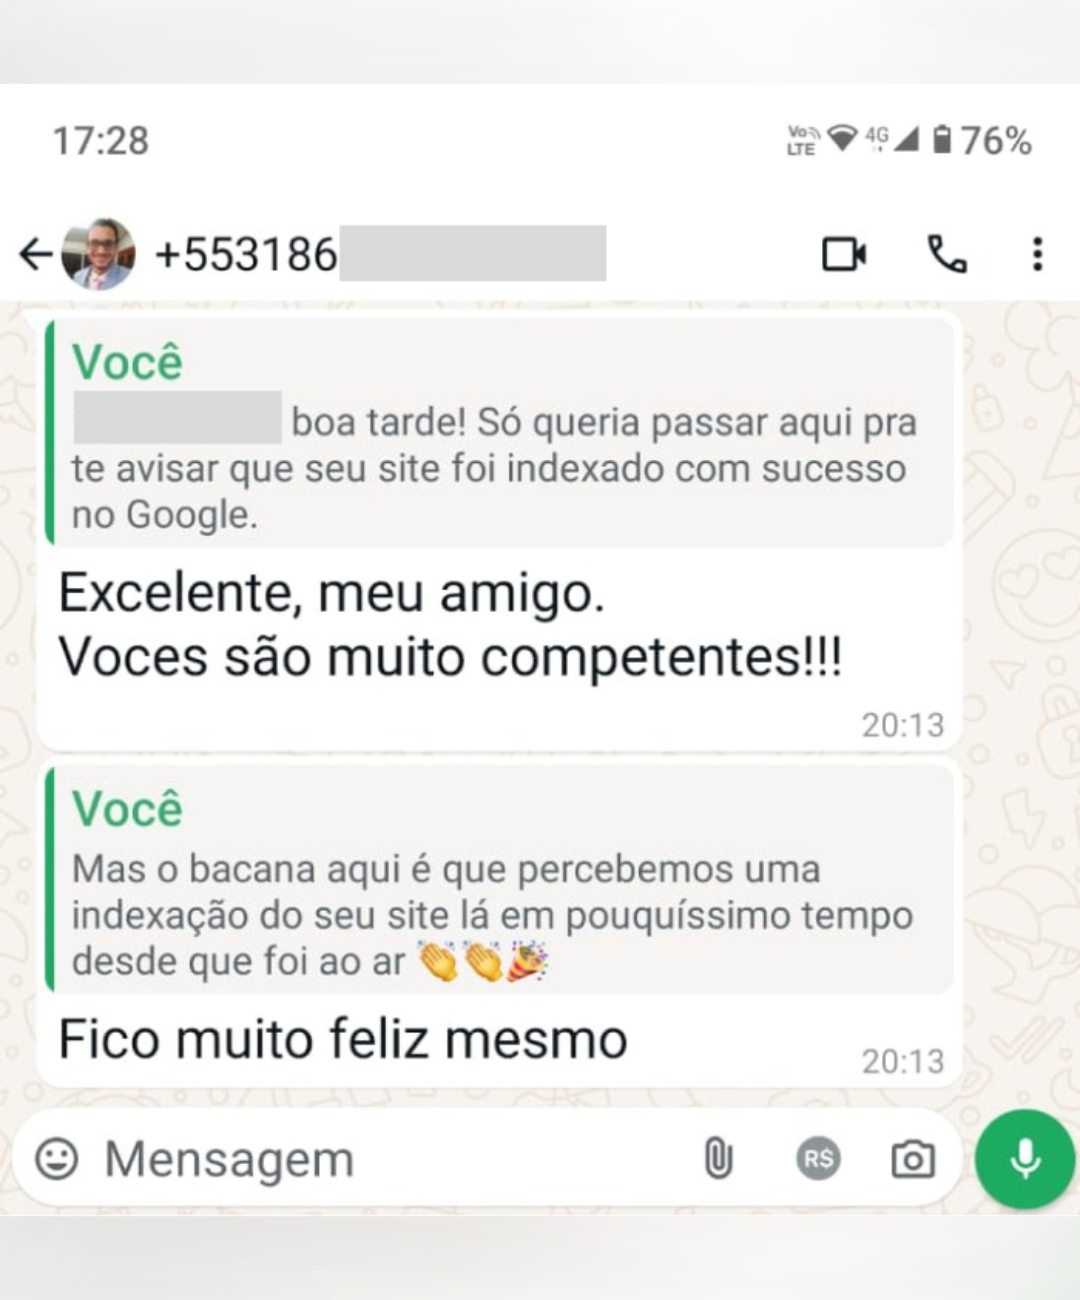 17:28
Vo)) LTE 4G 76%
+553186
Você
boa tarde! Só queria passar aqui pra
te avisar que seu site foi indexado com sucesso
no Google.
Excelente, meu amigo.
Voces são muito competentes!!!
20:13
Você
Mas o bacana aqui é que percebemos uma
indexação do seu site lá em pouquíssimo tempo
desde que foi ao ar 👏👏🎉
Fico muito feliz mesmo
20:13
Mensagem
R$